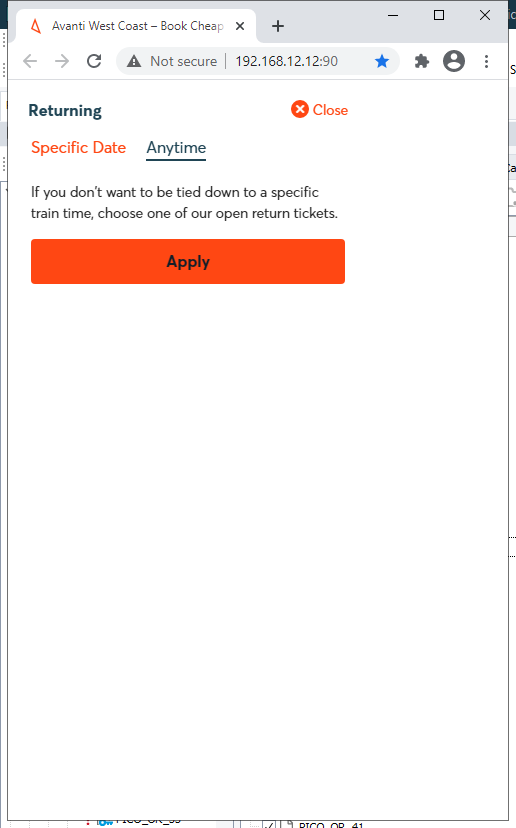 Avanti West Coast – Book Cheap
Not secure | 192.168.12.12:90
Returning
Close
Specific Date
Anytime
If you don't want to be tied down to a specific
train time, choose one of our open return tickets.
Apply
PICO_OR_41